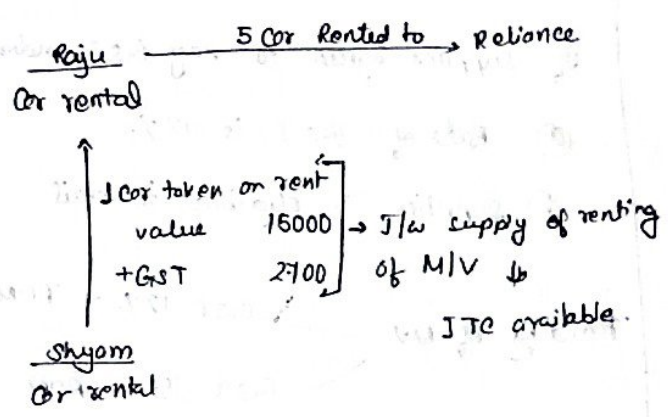 5 Car Rented to
Raju → Reliance
Car rental
1 car taken on rent
value 15000 → I/w supply of renting
+GST 2700 of M/V ↓
ITC available.
Shyam
Car rental